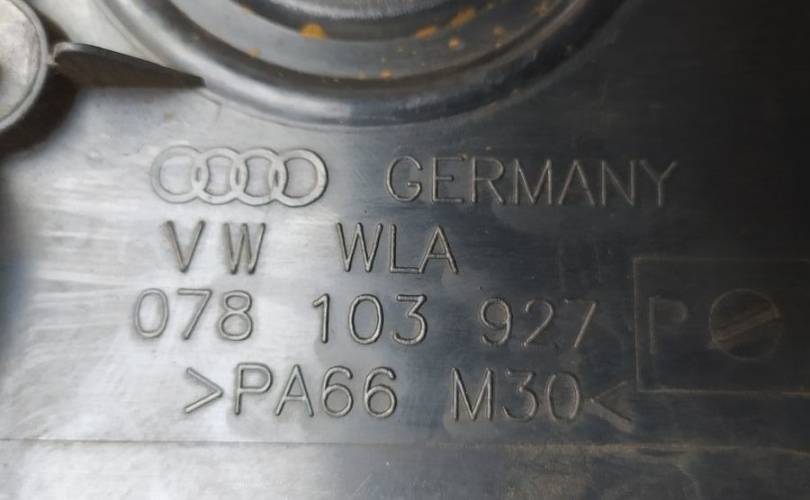 GERMANY
VW WLA
078 103 927 P
>PA66 M30<